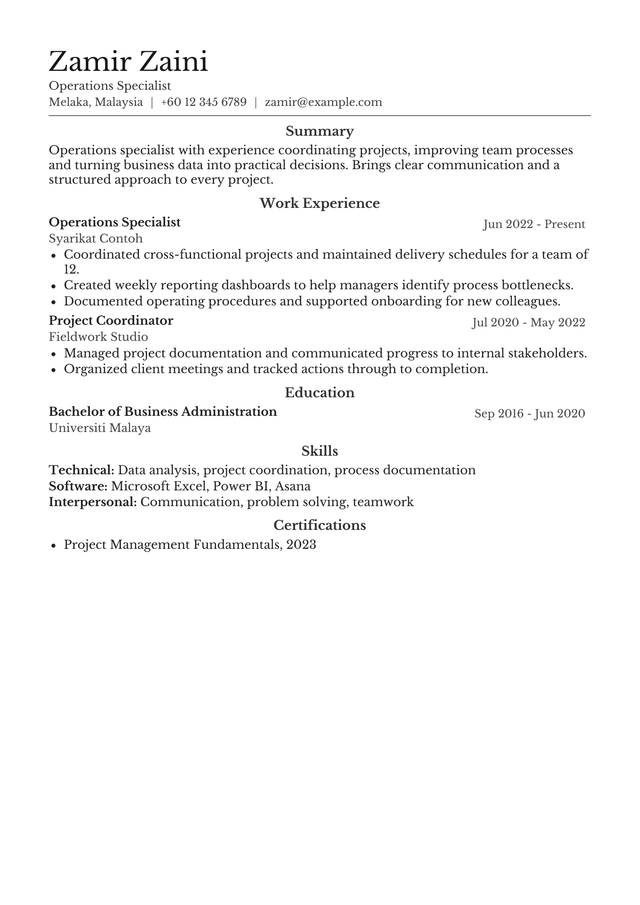 Zamir Zaini
Operations Specialist
Melaka, Malaysia | +60 12 345 6789 | zamir@example.com
Summary
Operations specialist with experience coordinating projects, improving team processes
and turning business data into practical decisions. Brings clear communication and a
structured approach to every project.
Work Experience
Operations Specialist Jun 2022 - Present
Syarikat Contoh
• Coordinated cross-functional projects and maintained delivery schedules for a team of
12.
• Created weekly reporting dashboards to help managers identify process bottlenecks.
• Documented operating procedures and supported onboarding for new colleagues.
Project Coordinator Jul 2020 - May 2022
Fieldwork Studio
• Managed project documentation and communicated progress to internal stakeholders.
• Organized client meetings and tracked actions through to completion.
Education
Bachelor of Business Administration Sep 2016 - Jun 2020
Universiti Malaya
Skills
Technical: Data analysis, project coordination, process documentation
Software: Microsoft Excel, Power BI, Asana
Interpersonal: Communication, problem solving, teamwork
Certifications
• Project Management Fundamentals, 2023